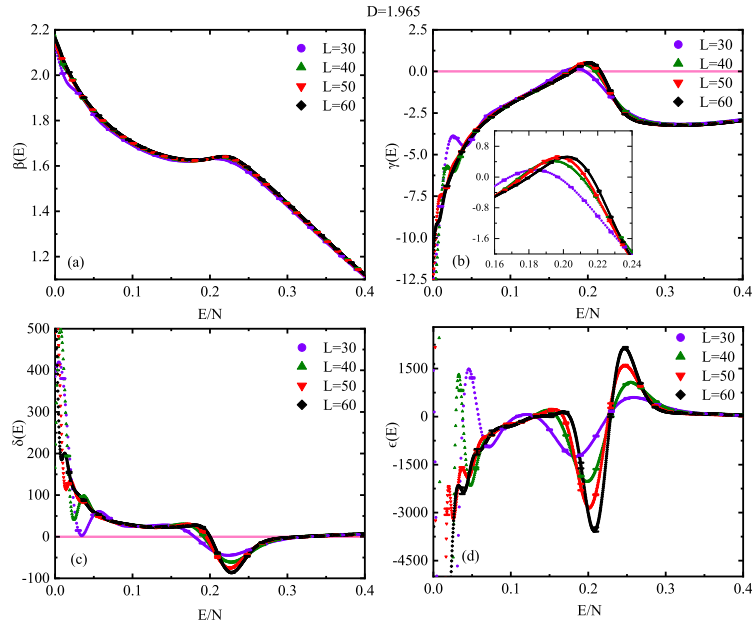 D=1.965
2.2
2.0
1.8
1.6
1.4
1.2
β(E)
L=30
L=40
L=50
L=60
(a)
0.0 0.1 0.2 0.3 0.4
E/N
2.5
0.0
-2.5
-5.0
-7.5
-10.0
-12.5
γ(E)
L=30
L=40
L=50
L=60
0.8
0.0
-0.8
-1.6
0.16 0.18 0.20 0.22 0.24
(b)
0.0 0.1 0.2 0.3 0.4
E/N
500
400
300
200
100
0
-100
δ(E)
L=30
L=40
L=50
L=60
(c)
0.0 0.1 0.2 0.3 0.4
E/N
1500
0
-1500
-3000
-4500
ϵ(E)
L=30
L=40
L=50
L=60
(d)
0.0 0.1 0.2 0.3 0.4
E/N